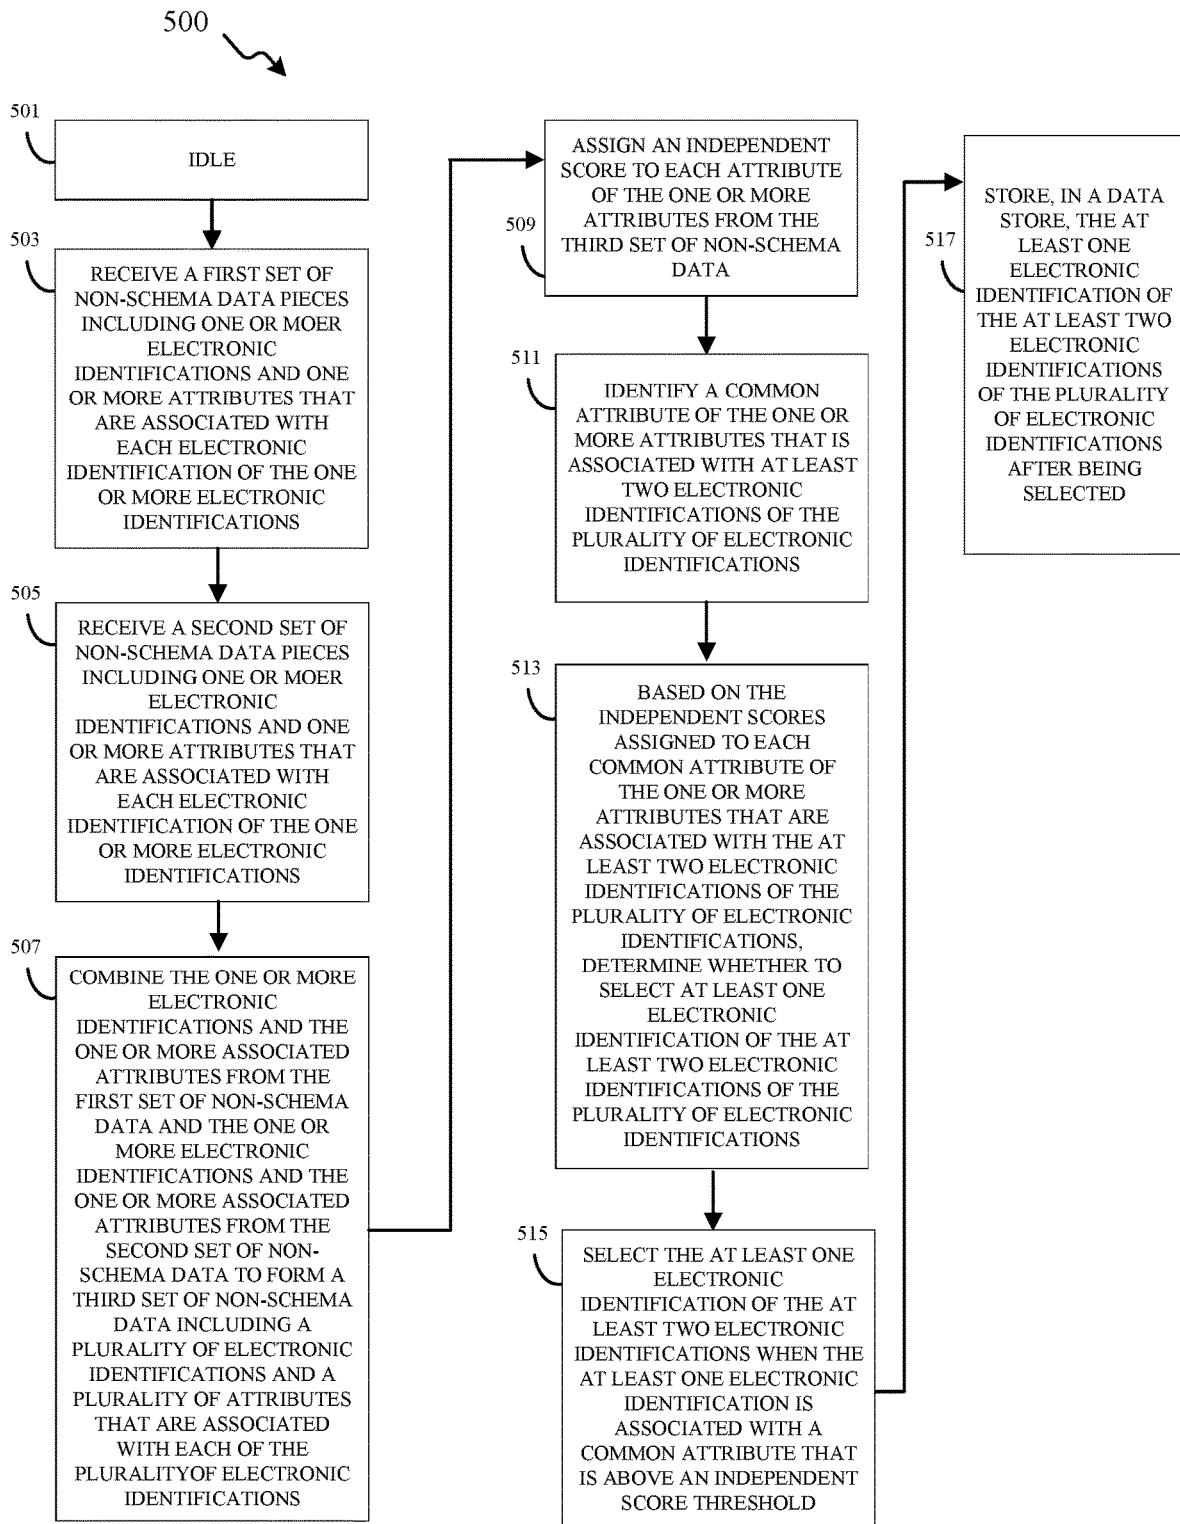 500
501
IDLE
503
RECEIVE A FIRST SET OF
NON-SCHEMA DATA PIECES
INCLUDING ONE OR MOER
ELECTRONIC
IDENTIFICATIONS AND ONE
OR MORE ATTRIBUTES THAT
ARE ASSOCIATED WITH
EACH ELECTRONIC
IDENTIFICATION OF THE ONE
OR MORE ELECTRONIC
IDENTIFICATIONS
505
RECEIVE A SECOND SET OF
NON-SCHEMA DATA PIECES
INCLUDING ONE OR MOER
ELECTRONIC
IDENTIFICATIONS AND ONE
OR MORE ATTRIBUTES THAT
ARE ASSOCIATED WITH
EACH ELECTRONIC
IDENTIFICATION OF THE ONE
OR MORE ELECTRONIC
IDENTIFICATIONS
507
COMBINE THE ONE OR MORE
ELECTRONIC
IDENTIFICATIONS AND THE
ONE OR MORE ASSOCIATED
ATTRIBUTES FROM THE
FIRST SET OF NON-SCHEMA
DATA AND THE ONE OR
MORE ELECTRONIC
IDENTIFICATIONS AND THE
ONE OR MORE ASSOCIATED
ATTRIBUTES FROM THE
SECOND SET OF NON-
SCHEMA DATA TO FORM A
THIRD SET OF NON-SCHEMA
DATA INCLUDING A
PLURALITY OF ELECTRONIC
IDENTIFICATIONS AND A
PLURALITY OF ATTRIBUTES
THAT ARE ASSOCIATED
WITH EACH OF THE
PLURALITYOF ELECTRONIC
IDENTIFICATIONS
509
ASSIGN AN INDEPENDENT
SCORE TO EACH ATTRIBUTE
OF THE ONE OR MORE
ATTRIBUTES FROM THE
THIRD SET OF NON-SCHEMA
DATA
511
IDENTIFY A COMMON
ATTRIBUTE OF THE ONE OR
MORE ATTRIBUTES THAT IS
ASSOCIATED WITH AT LEAST
TWO ELECTRONIC
IDENTIFICATIONS OF THE
PLURALITY OF ELECTRONIC
IDENTIFICATIONS
513
BASED ON THE
INDEPENDENT SCORES
ASSIGNED TO EACH
COMMON ATTRIBUTE OF
THE ONE OR MORE
ATTRIBUTES THAT ARE
ASSOCIATED WITH THE AT
LEAST TWO ELECTRONIC
IDENTIFICATIONS OF THE
PLURALITY OF ELECTRONIC
IDENTIFICATIONS,
DETERMINE WHETHER TO
SELECT AT LEAST ONE
ELECTRONIC
IDENTIFICATION OF THE AT
LEAST TWO ELECTRONIC
IDENTIFICATIONS OF THE
PLURALITY OF ELECTRONIC
IDENTIFICATIONS
515
SELECT THE AT LEAST ONE
ELECTRONIC
IDENTIFICATION OF THE AT
LEAST TWO ELECTRONIC
IDENTIFICATIONS WHEN THE
AT LEAST ONE ELECTRONIC
IDENTIFICATION IS
ASSOCIATED WITH A
COMMON ATTRIBUTE THAT
IS ABOVE AN INDEPENDENT
SCORE THRESHOLD
517
STORE, IN A DATA
STORE, THE AT
LEAST ONE
ELECTRONIC
IDENTIFICATION OF
THE AT LEAST TWO
ELECTRONIC
IDENTIFICATIONS
OF THE PLURALITY
OF ELECTRONIC
IDENTIFICATIONS
AFTER BEING
SELECTED